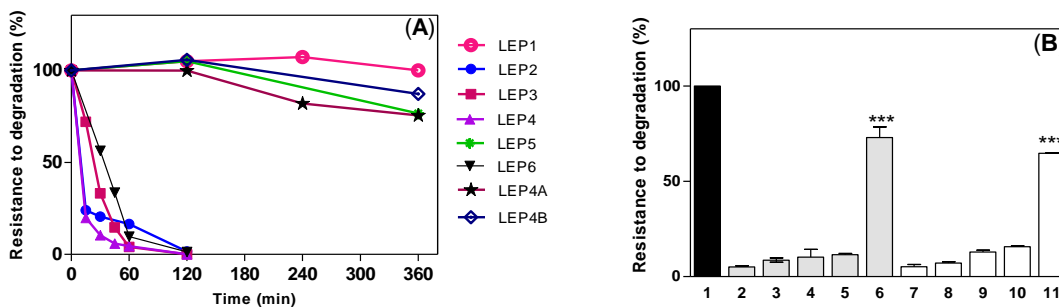 (A)
Resistance to degradation (%)
100
50
0
0 60 120 180 240 300 360
Time (min)
LEP1
LEP2
LEP3
LEP4
LEP5
LEP6
LEP4A
LEP4B
(B)
Resistance to degradation (%)
100
50
0
***
***
1 2 3 4 5 6 7 8 9 10 11